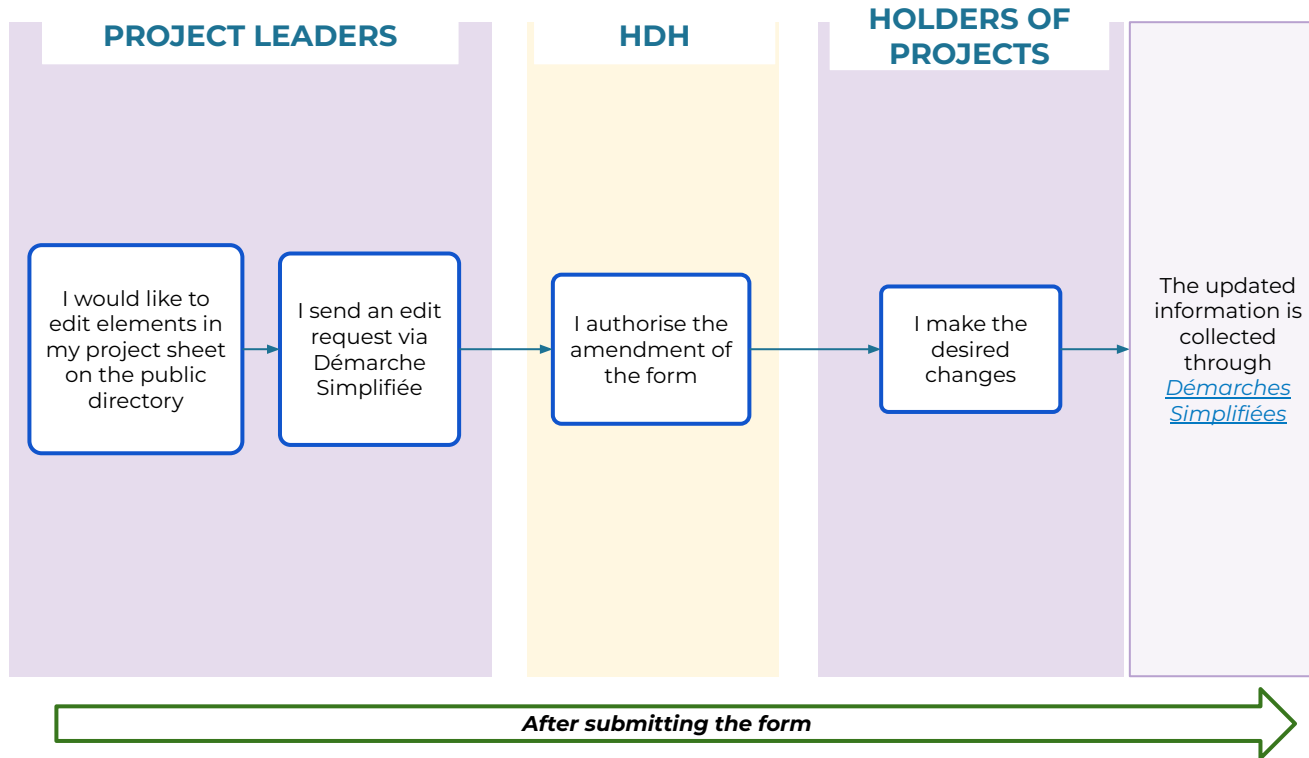 PROJECT LEADERS
HDH
HOLDERS OF
PROJECTS
I would like to
edit elements in
my project sheet
on the public
directory
I send an edit
request via
Démarche
Simplifiée
I authorise the
amendment of
the form
I make the
desired
changes
The updated
information is
collected
through
Démarches
Simplifiées
After submitting the form